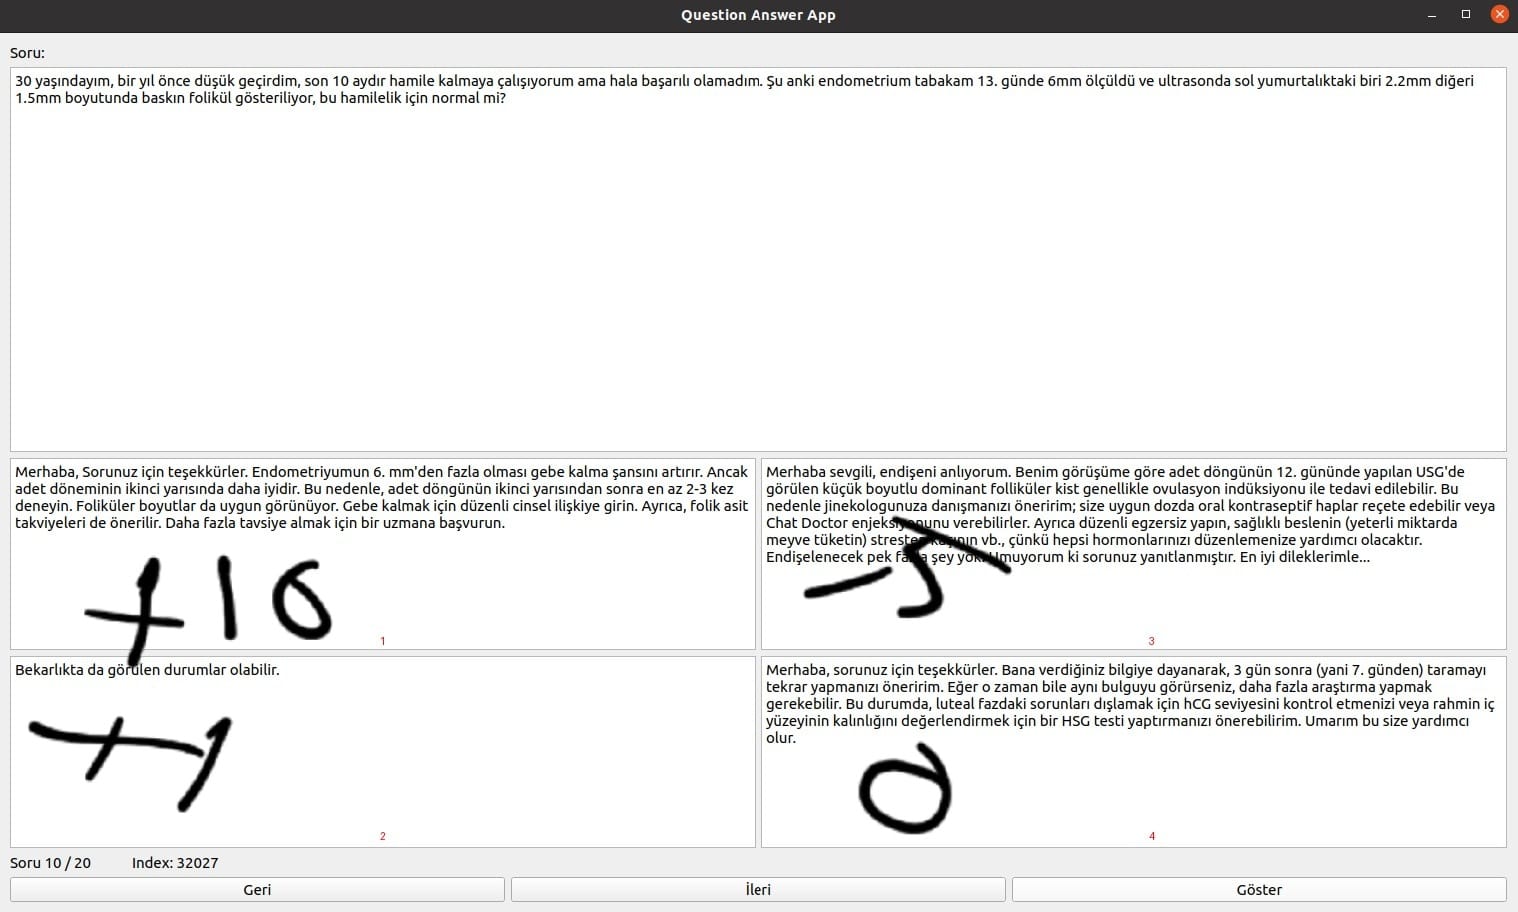 Question Answer App
Soru:
30 yaşındayım, bir yıl önce düşük geçirdim, son 10 aydır hamile kalmaya çalışıyorum ama hala başarılı olamadım. Şu anki endometrium tabakam 13. günde 6mm ölçüldü ve ultrasonda sol yumurtalıktaki biri 2.2mm diğeri
1.5mm boyutunda baskın folikül gösteriliyor, bu hamilelik için normal mi?
Merhaba, Sorunuz için teşekkürler. Endometriyumun 6. mm'den fazla olması gebe kalma şansını artırır. Ancak
adet döneminin ikinci yarısında daha iyidir. Bu nedenle, adet döngünün ikinci yarısından sonra en az 2-3 kez
deneyin. Foliküler boyutlar da uygun görünüyor. Gebe kalmak için düzenli cinsel ilişkiye girin. Ayrıca, folik asit
takviyeleri de önerilir. Daha fazla tavsiye almak için bir uzmana başvurun.
+10
1
Merhaba sevgili, endişeni anlıyorum. Benim görüşüme göre adet döngünün 12. gününde yapılan USG'de
görülen küçük boyutlu dominant folliküler kist genellikle ovulasyon indüksiyonu ile tedavi edilebilir. Bu
nedenle jinekologunuza danışmanızı öneririm; size uygun dozda oral kontraseptif haplar reçete edebilir veya
Chat Doctor enjeksiyonunu verebilirler. Ayrıca düzenli egzersiz yapın, sağlıklı beslenin (yeterli miktarda
meyve tüketin) stresten kaçının vb., çünkü hepsi hormonlarınızı düzenlemenize yardımcı olacaktır.
Endişelenecek pek fazla şey yok. Umuyorum ki sorunuz yanıtlanmıştır. En iyi dileklerimle...
-5
3
Bekarlıkta da görülen durumlar olabilir.
+1
2
Merhaba, sorunuz için teşekkürler. Bana verdiğiniz bilgiye dayanarak, 3 gün sonra (yani 7. günden) taramayı
tekrar yapmanızı öneririm. Eğer o zaman bile aynı bulguyu görürseniz, daha fazla araştırma yapmak
gerekebilir. Bu durumda, luteal fazdaki sorunları dışlamak için hCG seviyesini kontrol etmenizi veya rahmin iç
yüzeyinin kalınlığını değerlendirmek için bir HSG testi yaptırmanızı önerebilirim. Umarım bu size yardımcı
olur.
0
4
Soru 10 / 20 Index: 32027
Geri İleri Göster